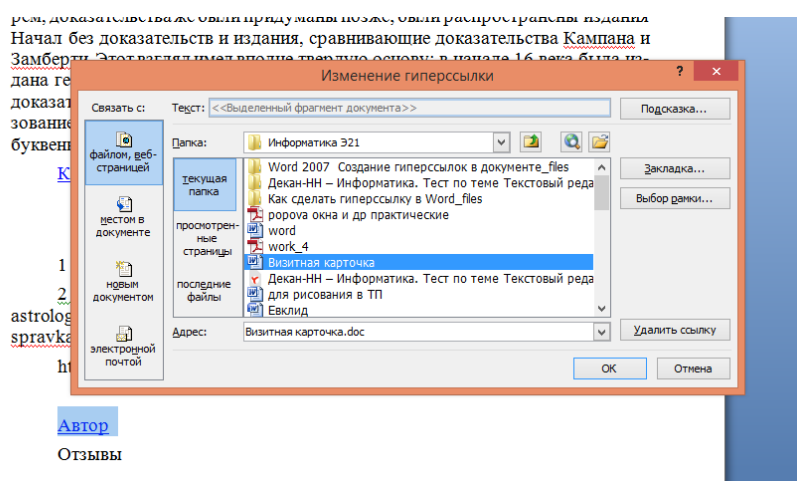 рем, доказательства же были придуманы позже, были распространены издания
Начал без доказательств и издания, сравнивающие доказательства Кампана и
Замберти. Этот взгляд имел вполне твердую основу: в начале 16 века была из-
дана ге
доказат
зование
буквен
К
1
2
astrolog
spravka
ht
Автор
Отзывы
Изменение гиперссылки
?
×
Связать с:
Текст: <<Выделенный фрагмент документа>>
Подсказка...
файлом, веб-страницей
местом в документе
новым документом
электронной почтой
Папка:
Информатика Э21
текущая папка
просмотрен-ные страницы
последние файлы
Word 2007 Создание гиперссылок в документе_files
Декан-НН – Информатика. Тест по теме Текстовый реда
Как сделать гиперссылку в Word_files
popova окна и др практические
word
work_4
Визитная карточка
Декан-НН – Информатика. Тест по теме Текстовый реда
для рисования в ТП
Евклид
Закладка...
Выбор рамки...
Адрес:
Визитная карточка.doc
Удалить ссылку
ОК
Отмена